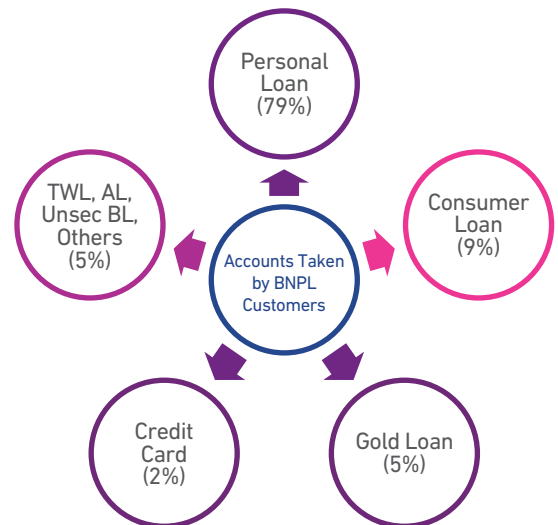 Personal
Loan
(79%)
TWL, AL,
Unsec BL,
Others
(5%)
Consumer
Loan
(9%)
Accounts Taken
by BNPL
Customers
Credit
Card
(2%)
Gold Loan
(5%)